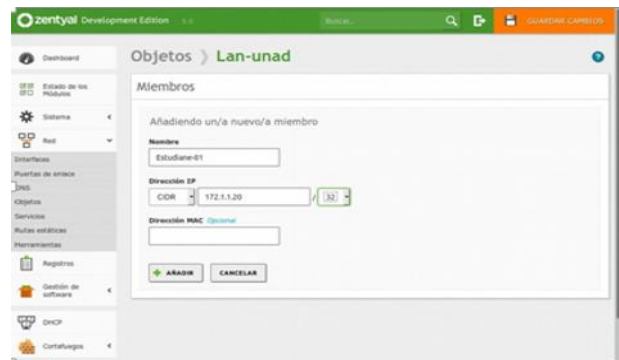 zentyal Development Edition 5.0
Buscar...
GUARDAR CAMBIOS
Dashboard
Estado de los
Módulos
Sistema
Red
Interfaces
Puertas de enlace
DNS
Objetos
Servicios
Rutas estáticas
Herramientas
Registros
Gestión de
software
DHCP
Cortafuegos
Objetos Lan-unad
Miembros
Añadiendo un/a nuevo/a miembro
Nombre
Estudiane-01
Dirección IP
CIDR 172.1.1.20 / 32
Dirección MAC Opcional
AÑADIR CANCELAR